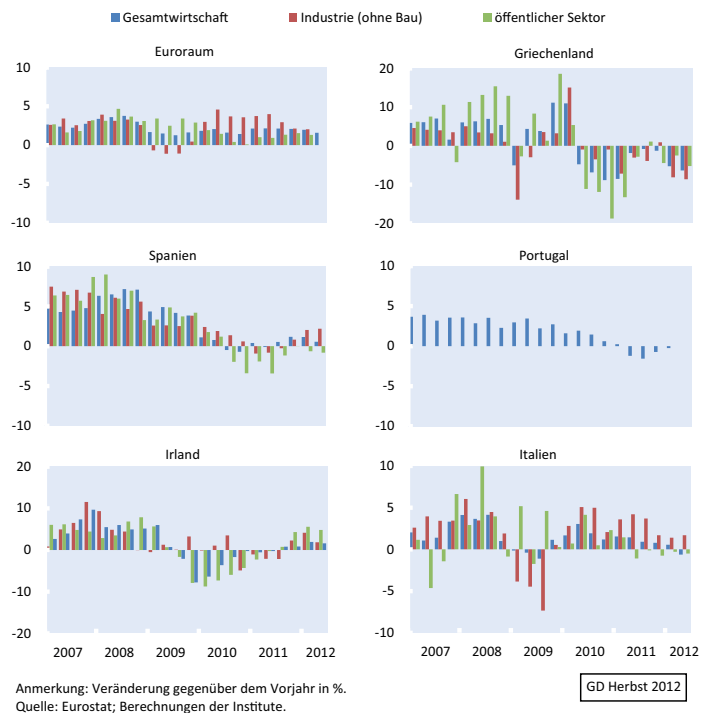 Gesamtwirtschaft Industrie (ohne Bau) öffentlicher Sektor
Euroraum
10
5
0
-5
-10
Griechenland
20
10
0
-10
-20
Spanien
10
5
0
-5
-10
Portugal
10
5
0
-5
-10
Irland
20
10
0
-10
-20
2007 2008 2009 2010 2011 2012
Italien
10
5
0
-5
-10
2007 2008 2009 2010 2011 2012
Anmerkung: Veränderung gegenüber dem Vorjahr in %.
Quelle: Eurostat; Berechnungen der Institute.
GD Herbst 2012